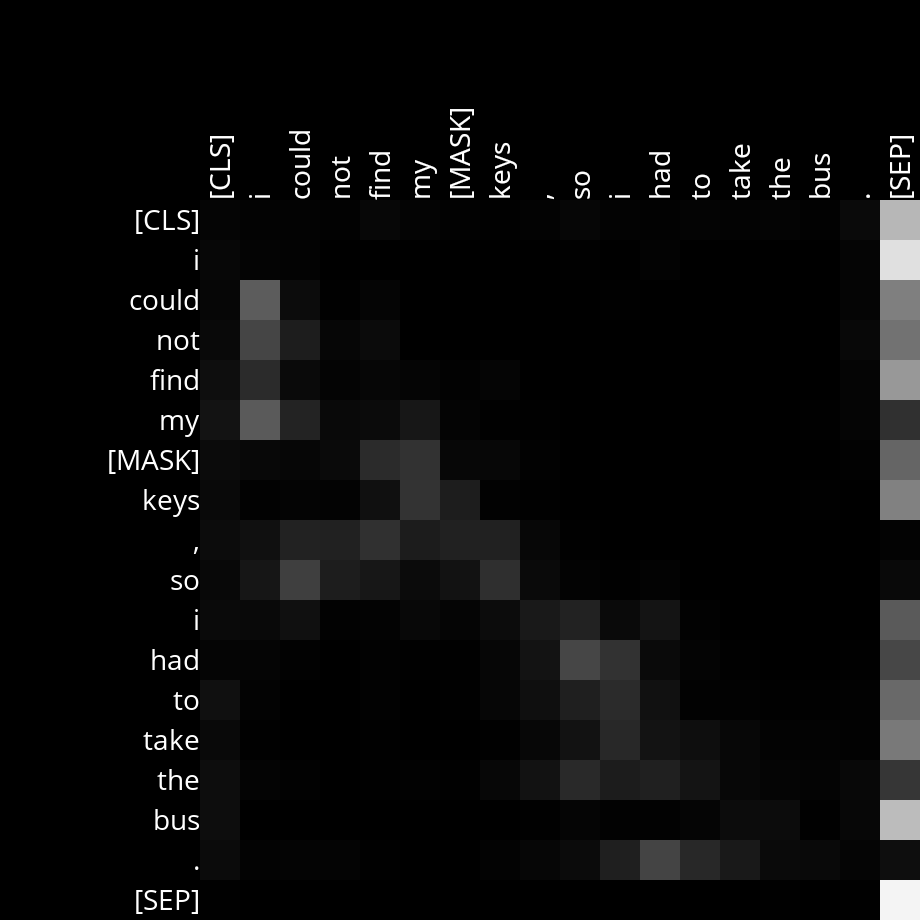 [CLS] i could not find my [MASK] keys , so i had to take the bus . [SEP]
[CLS]
i
could
not
find
my
[MASK]
keys
,
so
i
had
to
take
the
bus
.
[SEP]